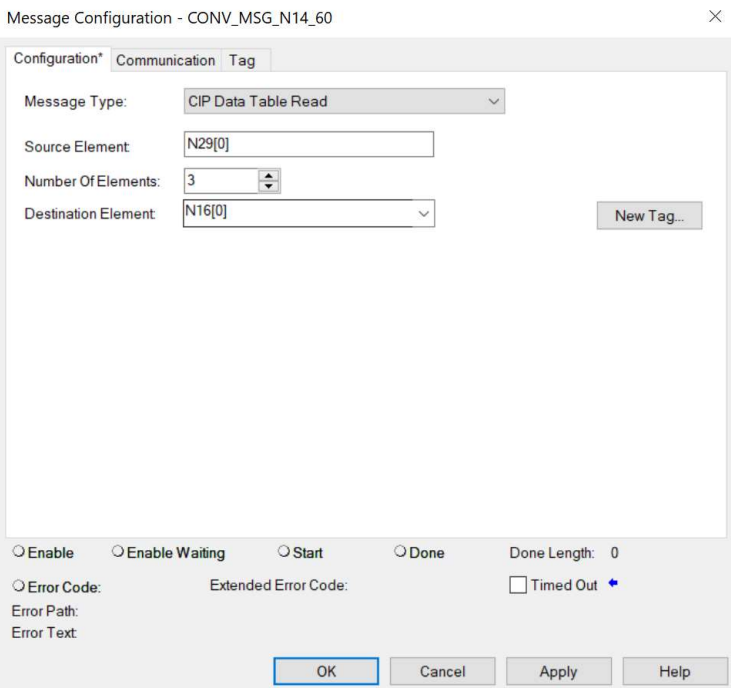 Message Configuration - CONV_MSG_N14_60
Configuration* Communication Tag
Message Type: CIP Data Table Read
Source Element: N29[0]
Number Of Elements: 3
Destination Element: N16[0] New Tag...
Enable Enable Waiting Start Done Done Length: 0
Error Code: Extended Error Code: Timed Out
Error Path:
Error Text:
OK Cancel Apply Help